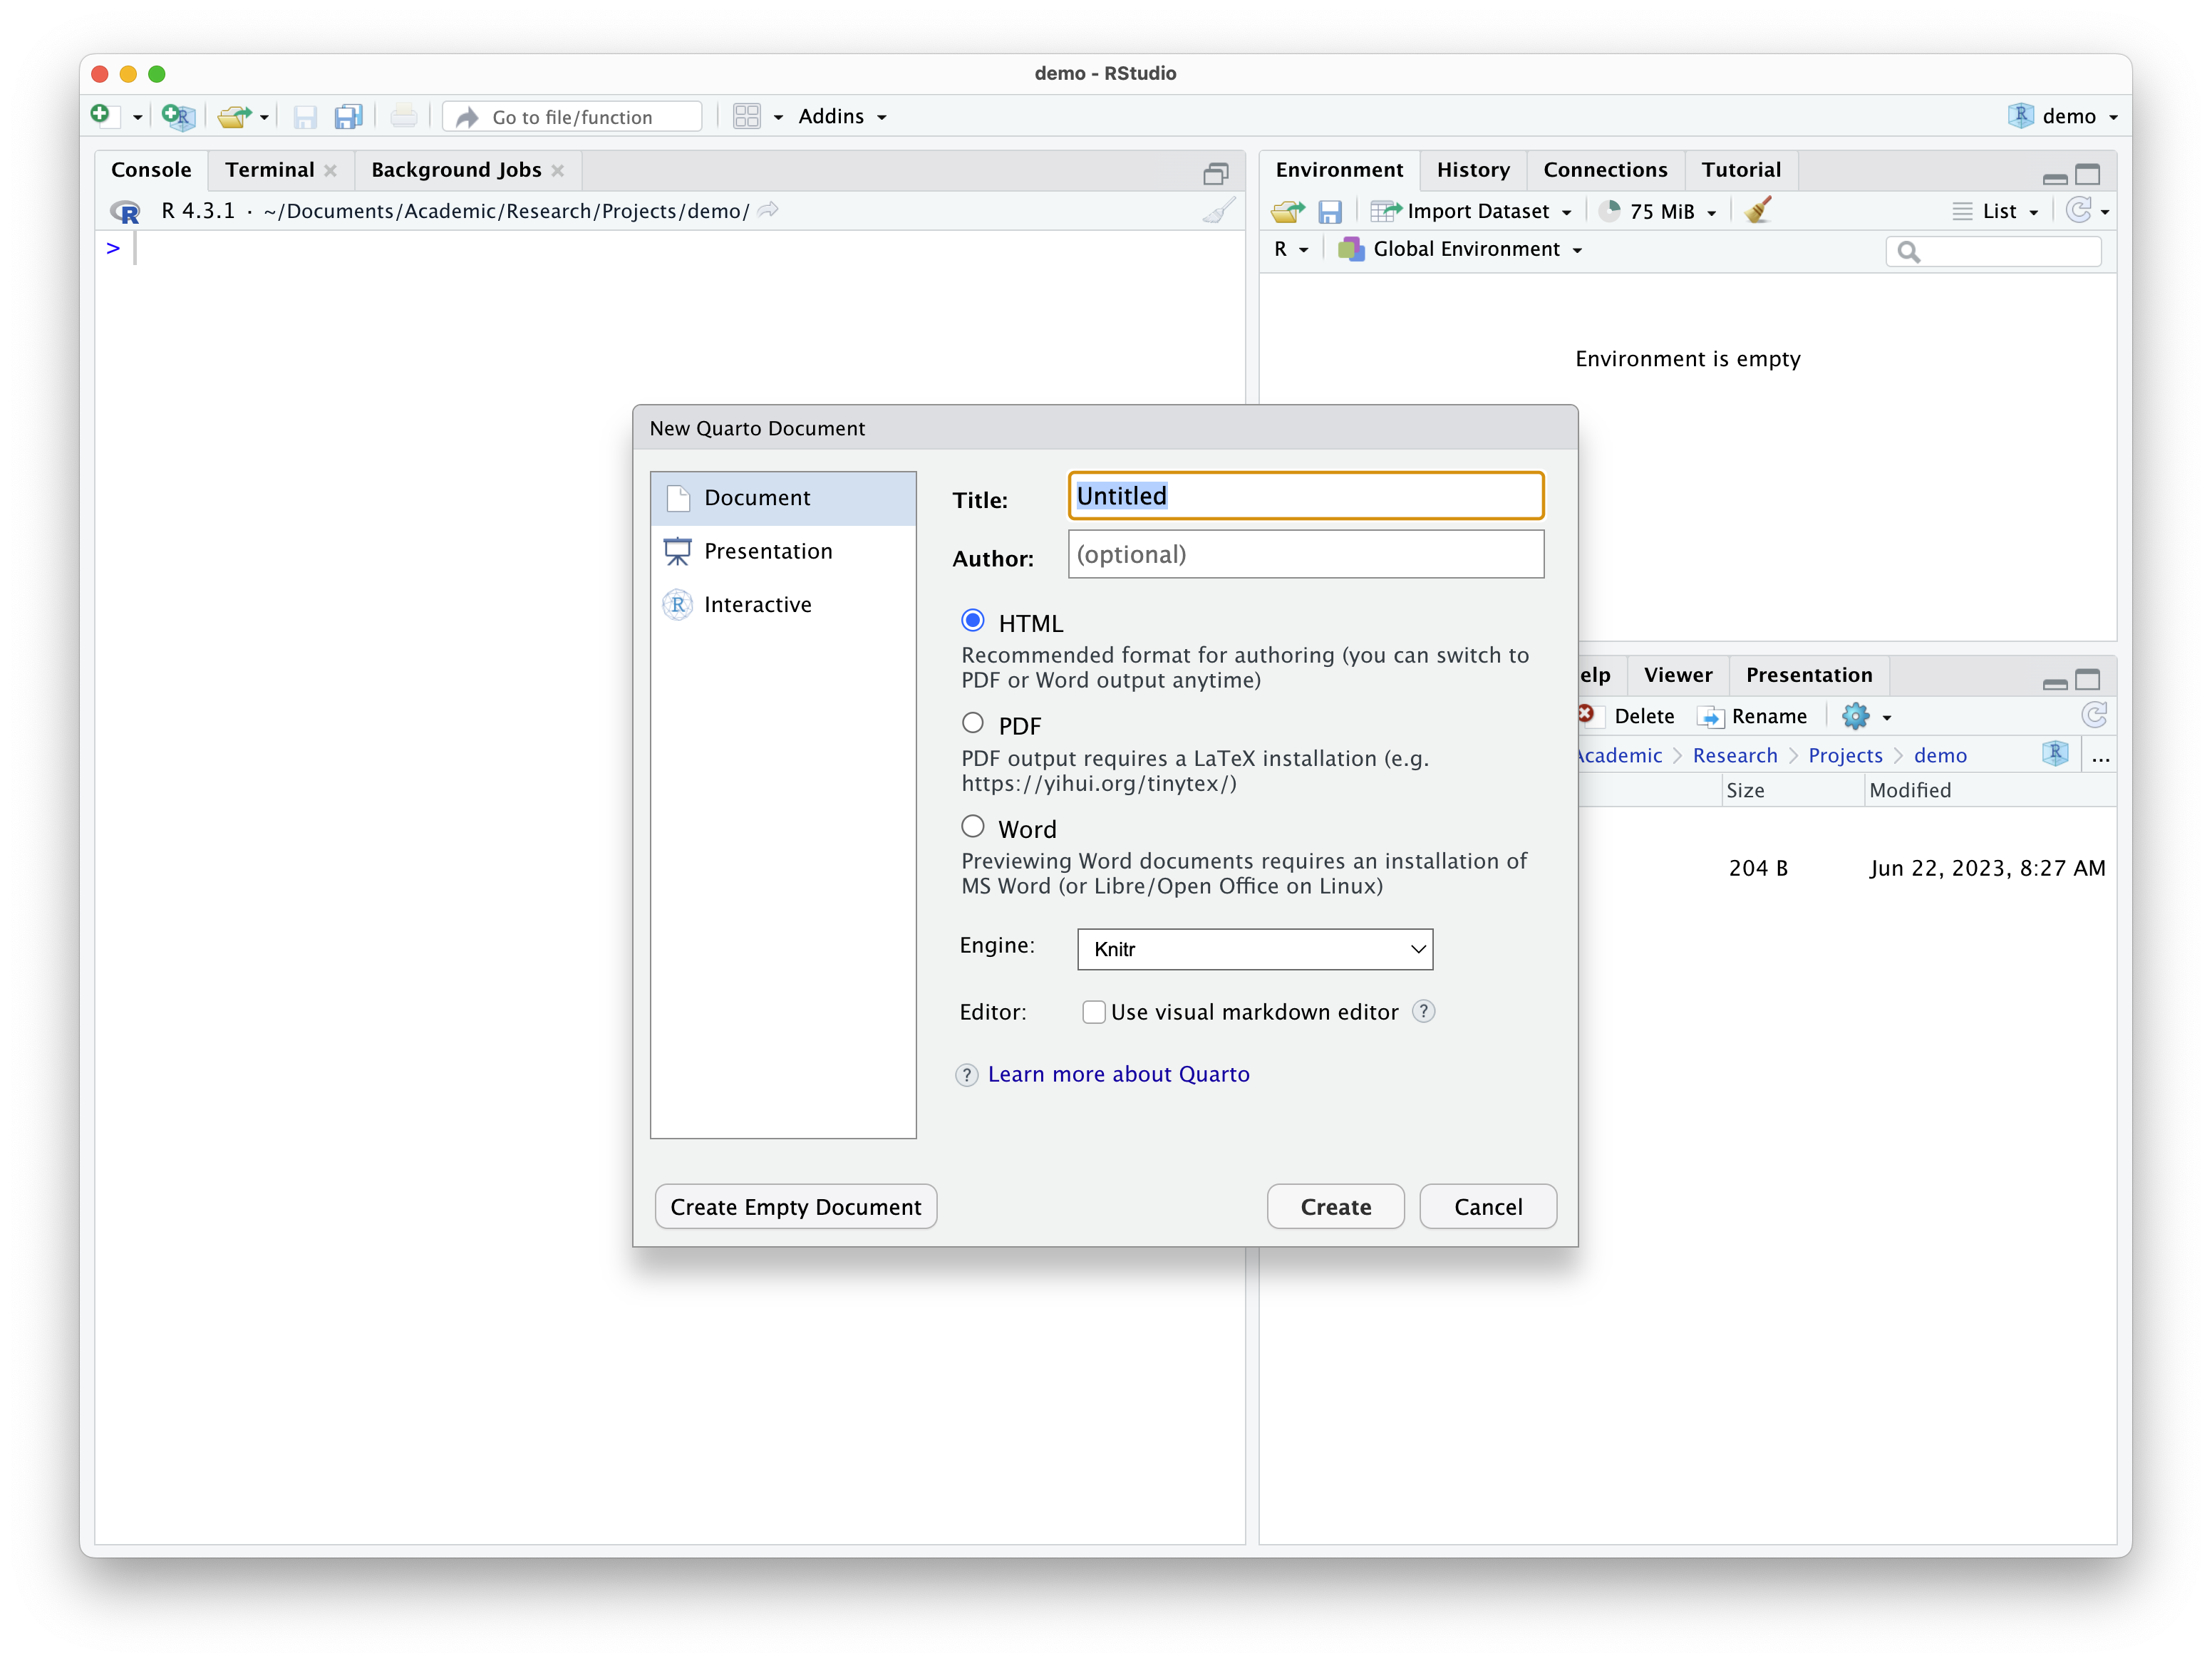 demo - RStudio
Go to file/function
Addins
demo
Console
Terminal
Background Jobs
R 4.3.1 · ~/Documents/Academic/Research/Projects/demo/
>
Environment
History
Connections
Tutorial
Import Dataset
75 MiB
List
R
Global Environment
Environment is empty
New Quarto Document
Document
Presentation
Interactive
Title:
Untitled
Author:
(optional)
HTML
Recommended format for authoring (you can switch to
PDF or Word output anytime)
PDF
PDF output requires a LaTeX installation (e.g.
https://yihui.org/tinytex/)
Word
Previewing Word documents requires an installation of
MS Word (or Libre/Open Office on Linux)
Engine:
Knitr
Editor:
Use visual markdown editor
?
? Learn more about Quarto
Create Empty Document
Create
Cancel
elp
Viewer
Presentation
Delete
Rename
Academic
Research
Projects
demo
...
Size
Modified
204 B
Jun 22, 2023, 8:27 AM